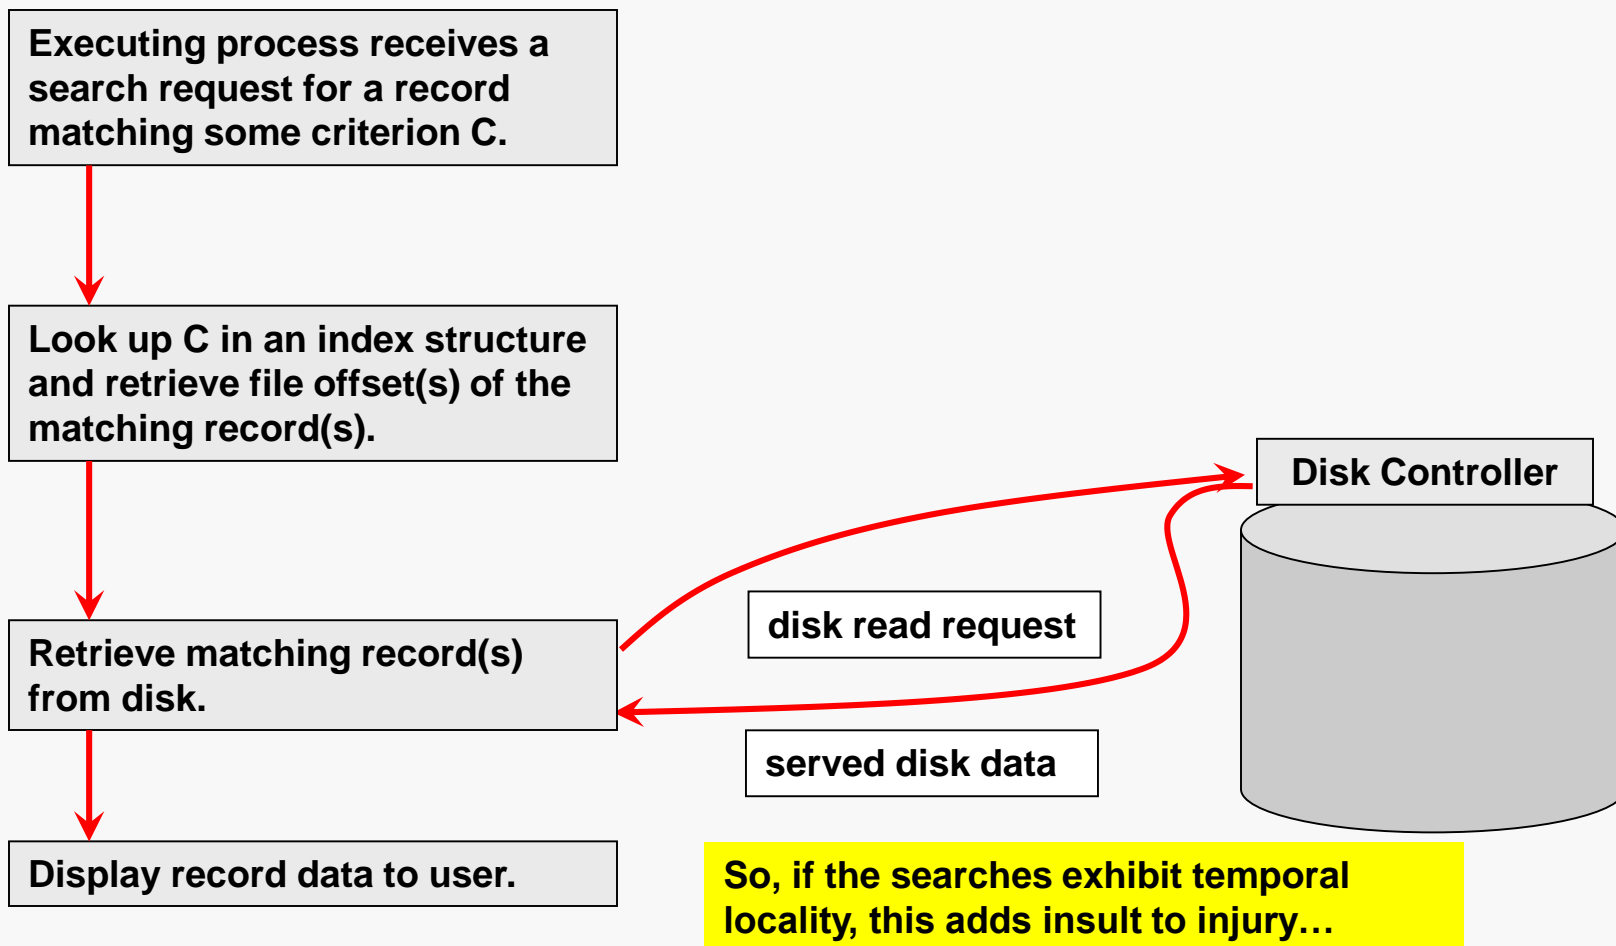 Executing process receives a
search request for a record
matching some criterion C.
Look up C in an index structure
and retrieve file offset(s) of the
matching record(s).
Disk Controller
disk read request
Retrieve matching record(s)
from disk.
served disk data
Display record data to user.
So, if the searches exhibit temporal
locality, this adds insult to injury…